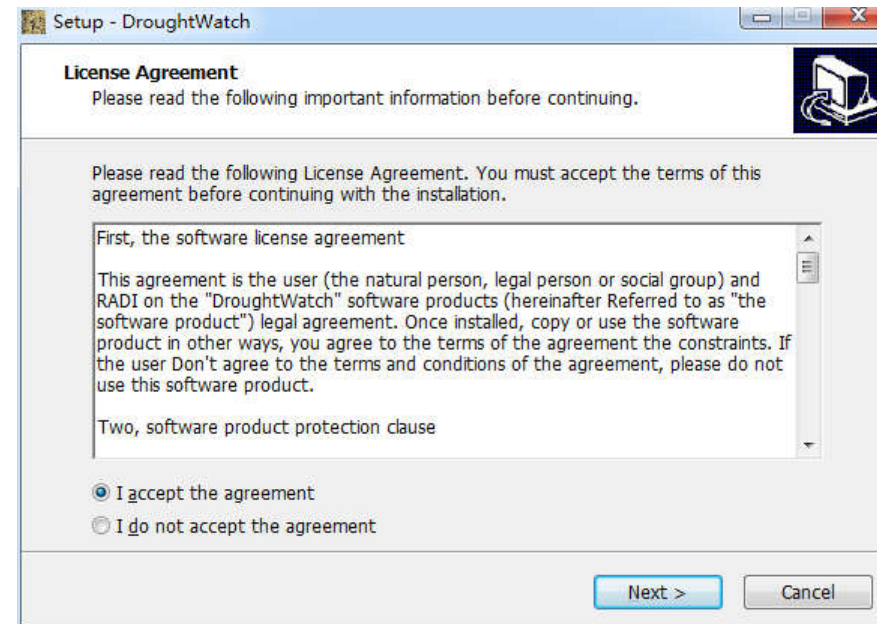 Setup - DroughtWatch
License Agreement
Please read the following important information before continuing.
Please read the following License Agreement. You must accept the terms of this
agreement before continuing with the installation.
First, the software license agreement
This agreement is the user (the natural person, legal person or social group) and
RADI on the "DroughtWatch" software products (hereinafter Referred to as "the
software product") legal agreement. Once installed, copy or use the software
product in other ways, you agree to the terms of the agreement the constraints. If
the user Don't agree to the terms and conditions of the agreement, please do not
use this software product.
Two, software product protection clause
I accept the agreement
I do not accept the agreement
Next >
Cancel